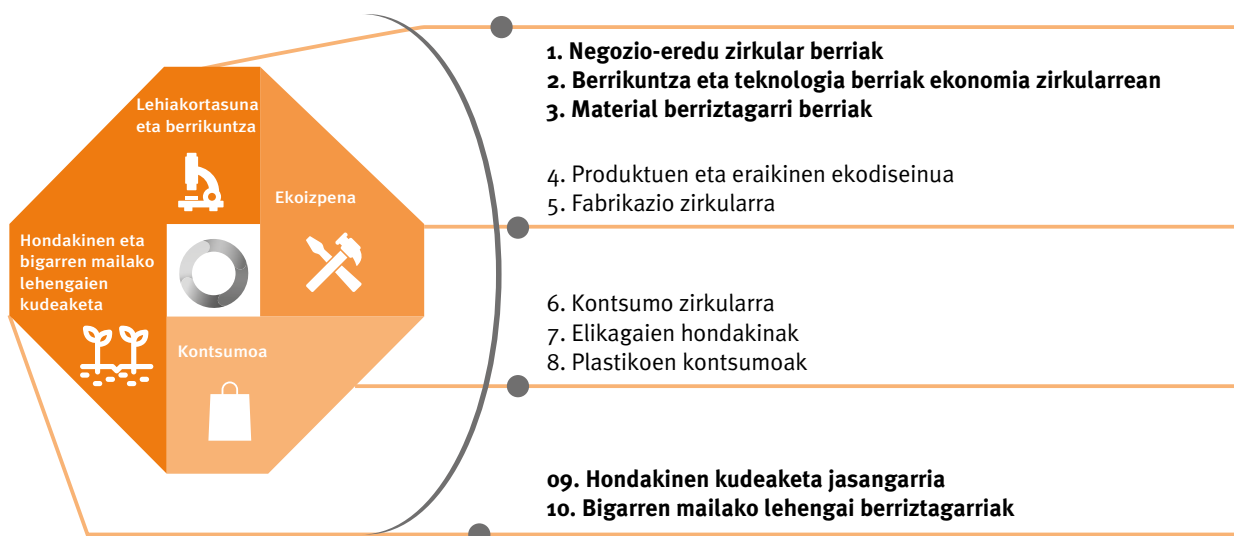 Lehiakortasuna
eta berrikuntza
Ekoizpena
Hondakinen eta
bigarren mailako
lehengaien
kudeaketa
Kontsumoa
1. Negozio-eredu zirkular berriak
2. Berrikuntza eta teknologia berriak ekonomia zirkularrean
3. Material berriztagarri berriak
4. Produktuen eta eraikinen ekodiseinua
5. Fabrikazio zirkularra
6. Kontsumo zirkularra
7. Elikagaien hondakinak
8. Plastikoen kontsumoak
09. Hondakinen kudeaketa jasangarria
10. Bigarren mailako lehengai berriztagarriak